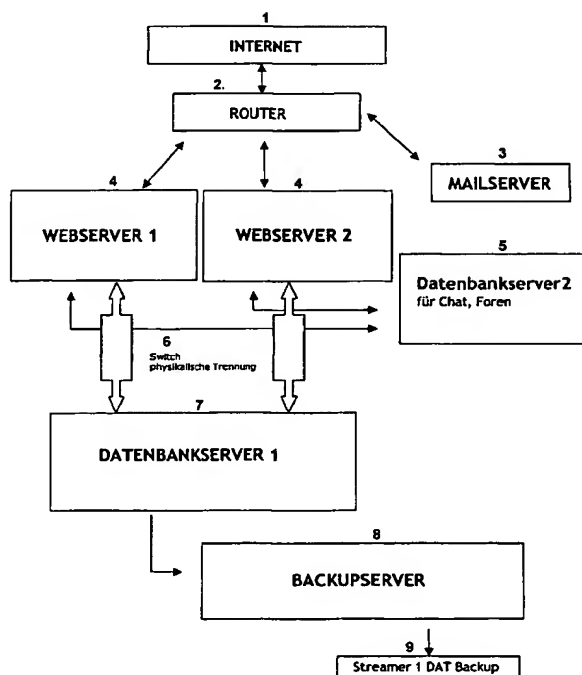 1
INTERNET
2.
ROUTER
3
MAILSERVER
4
WEBSERVER 1
4
WEBSERVER 2
5
Datenbankserver2
für Chat, Foren
6
Switch
physikalische Trennung
7
DATENBANKSERVER 1
8
BACKUPSERVER
9
Streamer 1 DAT Backup